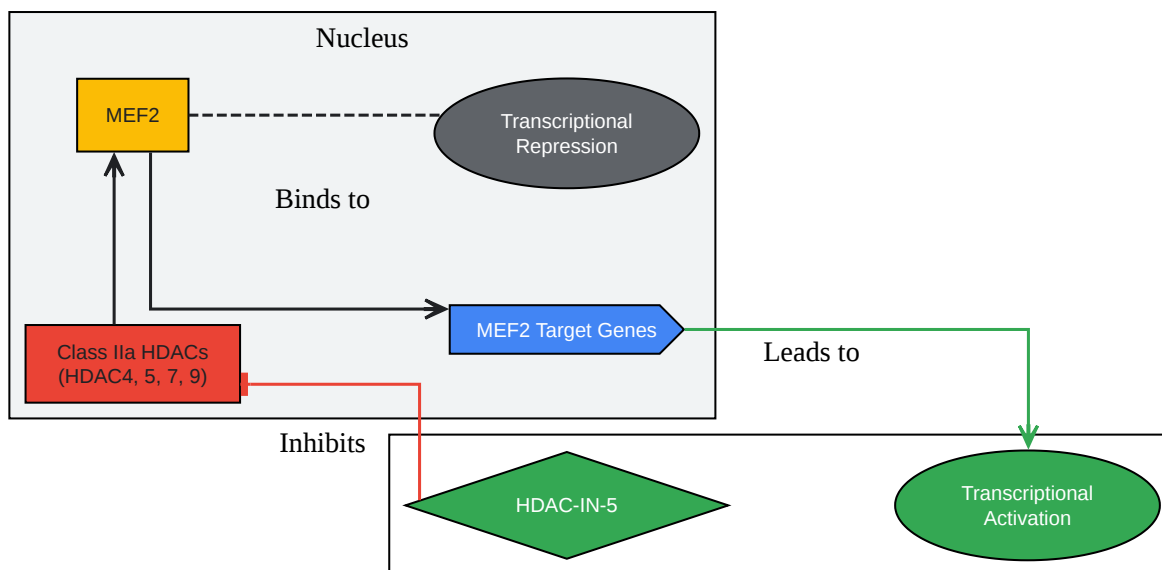 Nucleus
MEF2
Transcriptional
Repression
Binds to
MEF2 Target Genes
Class IIa HDACs
(HDAC4, 5, 7, 9)
Leads to
Inhibits
HDAC-IN-5
Transcriptional
Activation